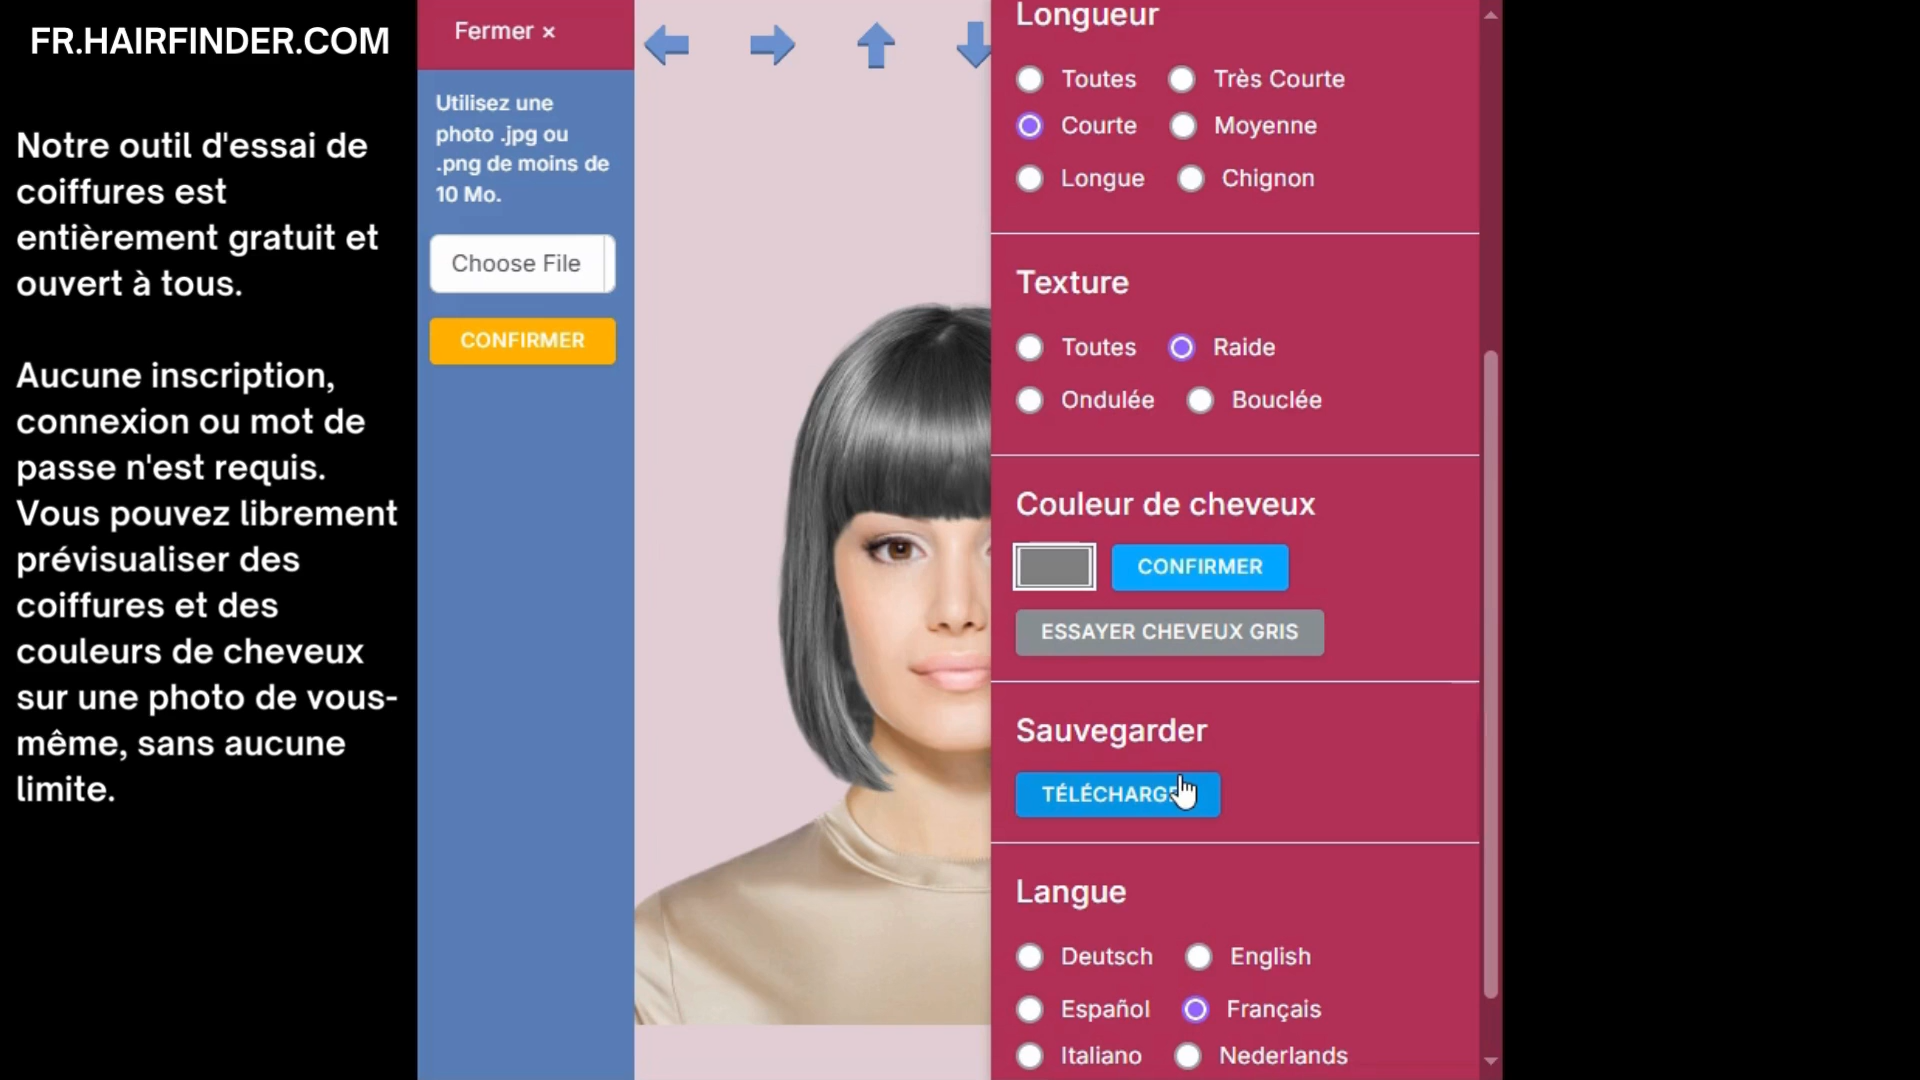 FR.HAIRFINDER.COM
Notre outil d'essai de
coiffures est
entièrement gratuit et
ouvert à tous.
Aucune inscription,
connexion ou mot de
passe n'est requis.
Vous pouvez librement
prévisualiser des
coiffures et des
couleurs de cheveux
sur une photo de vous-
même, sans aucune
limite.
Fermer ×
Utilisez une
photo .jpg ou
.png de moins de
10 Mo.
Choose File
CONFIRMER
Longueur
Toutes Très Courte
Courte Moyenne
Longue Chignon
Texture
Toutes Raide
Ondulée Bouclée
Couleur de cheveux
CONFIRMER
ESSAYER CHEVEUX GRIS
Sauvegarder
Langue
Deutsch English
Español Français
Italiano Nederlands